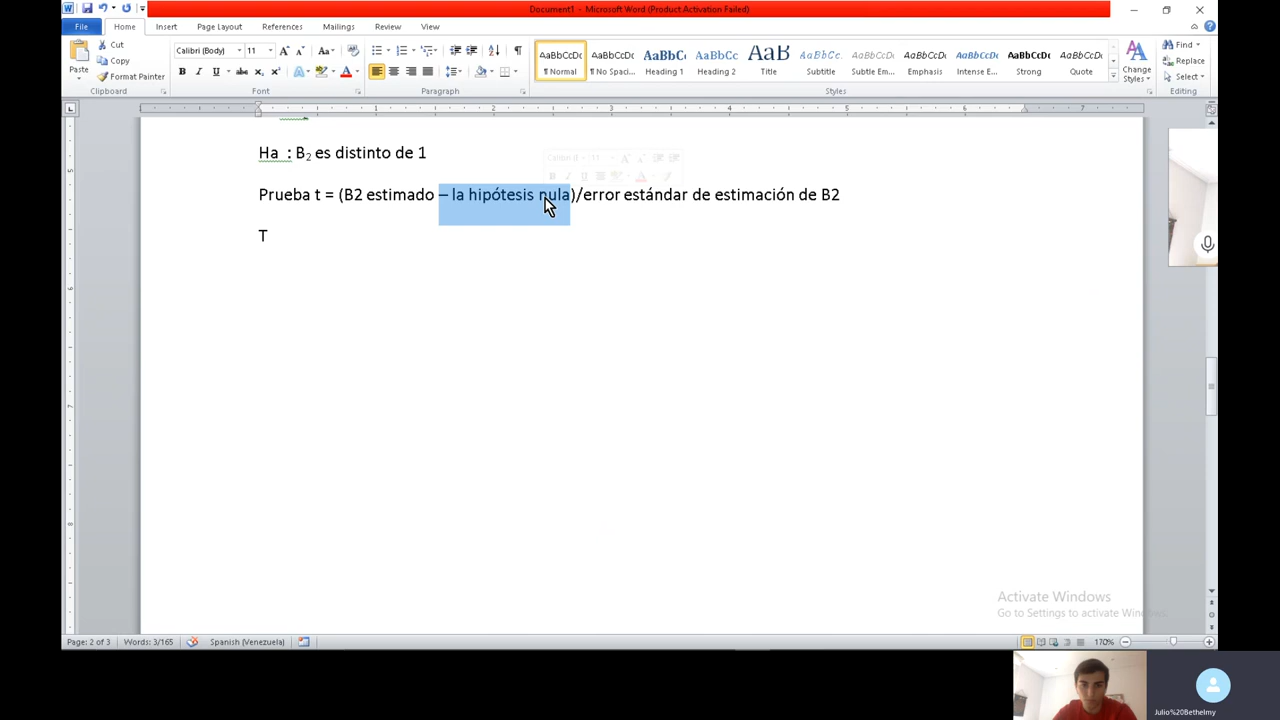 Document1 - Microsoft Word (Product Activation Failed)
File Home Insert Page Layout References Mailings Review View
Cut
Copy
Format Painter
Paste
Clipboard
Calibri (Body) 11
Font
Paragraph
AaBbCcDc AaBbCcDc AaBbCc AaBbCc AaB AaBbCc. AaBbCcDc AaBbCcDc AaBbCcDc AaBbCcDc AaBbCcDc
¶ Normal ¶ No Spaci... Heading 1 Heading 2 Title Subtitle Subtle Em... Emphasis Intense E... Strong Quote
Styles
Change Styles
Find
Replace
Select
Editing
Ha : B2 es distinto de 1
Prueba t = (B2 estimado – la hipótesis nula)/error estándar de estimación de B2
T
Activate Windows
Go to Settings to activate Windows.
Page: 2 of 3 Words: 3/165 Spanish (Venezuela) 170%
Julio%20Bethelmy